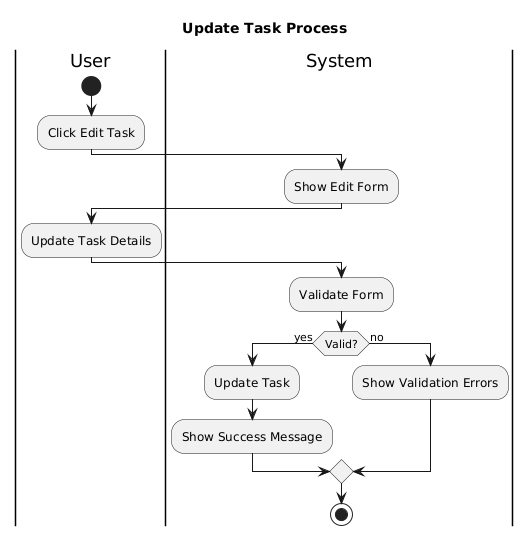 Update Task Process
User
System
Click Edit Task
Show Edit Form
Update Task Details
Validate Form
yes
Valid?
no
Update Task
Show Validation Errors
Show Success Message